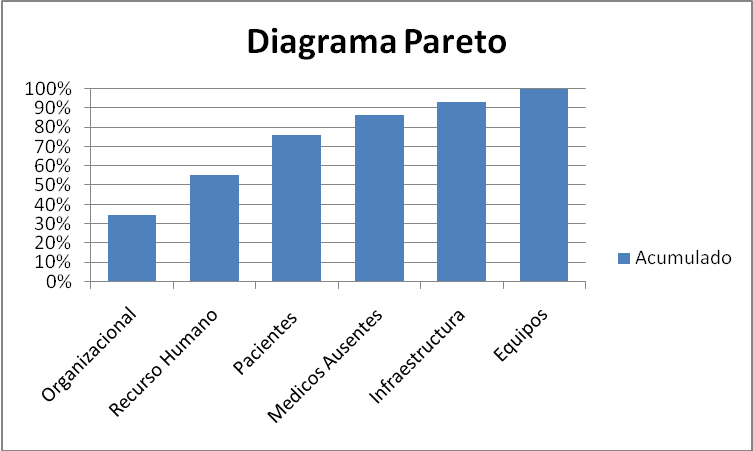 Diagrama Pareto
100%
90%
80%
70%
60%
50%
40%
30%
20%
10%
0%
Organizacional
Recurso Humano
Pacientes
Medicos Ausentes
Infraestructura
Equipos
Acumulado